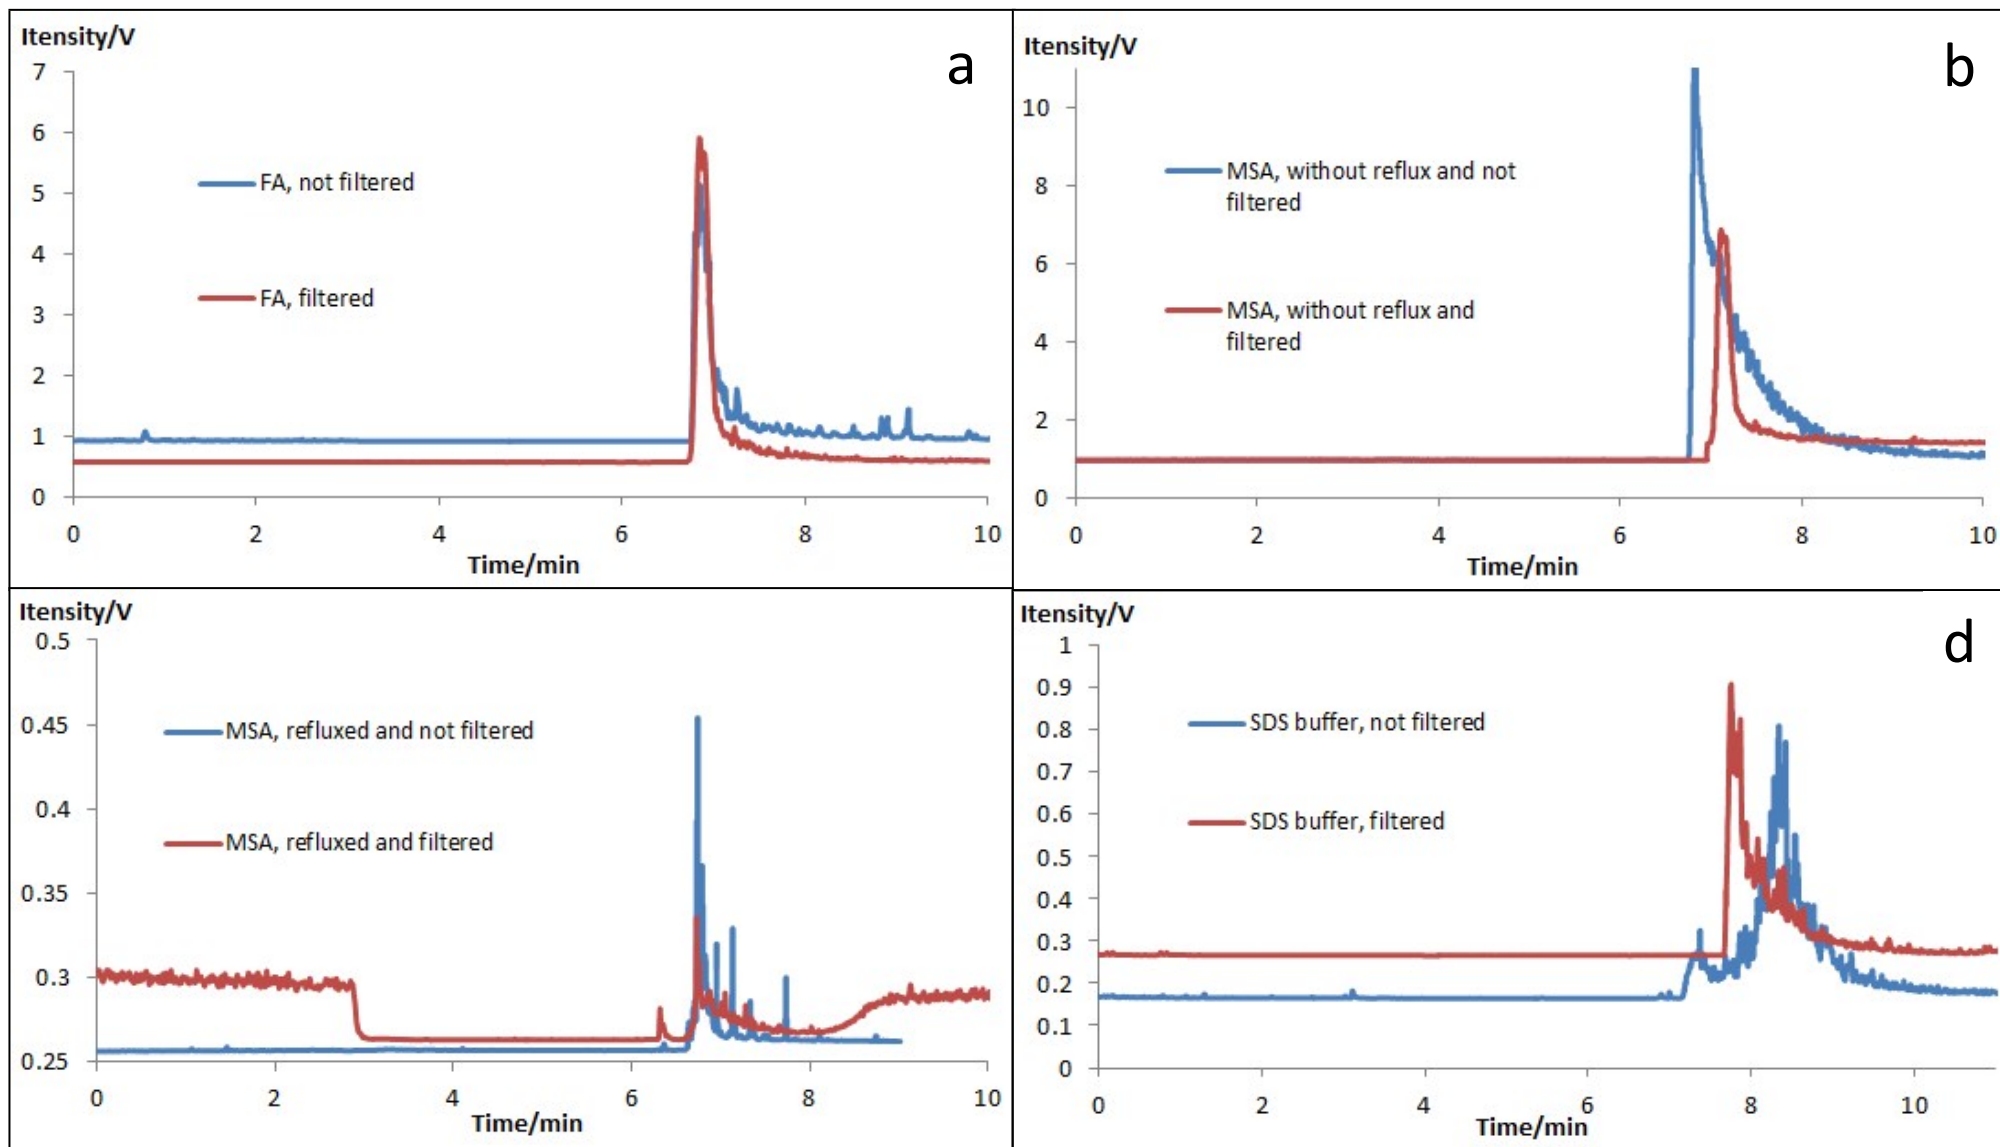 Itensity/V
a
7
6
5
4
3
2
1
0
FA, not filtered
FA, filtered
0 2 4 6 8 10
Time/min
Itensity/V
b
10
8
6
4
2
0
MSA, without reflux and not
filtered
MSA, without reflux and
filtered
0 2 4 6 8 10
Time/min
Itensity/V
0.5
0.45
0.4
0.35
0.3
0.25
MSA, refluxed and not filtered
MSA, refluxed and filtered
0 2 4 6 8 10
Time/min
Itensity/V
d
1
0.9
0.8
0.7
0.6
0.5
0.4
0.3
0.2
0.1
0
SDS buffer, not filtered
SDS buffer, filtered
0 2 4 6 8 10
Time/min